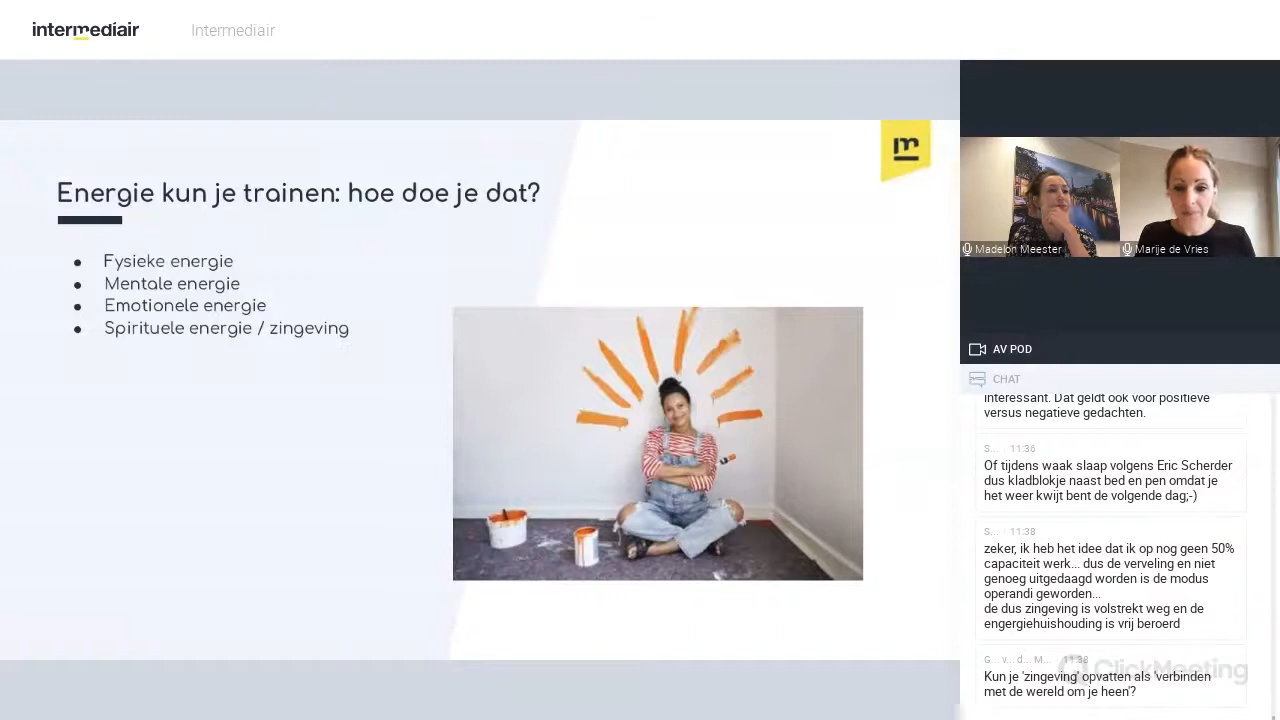 intermediair
Intermediair
m
Energie kun je trainen: hoe doe je dat?
● Fysieke energie
● Mentale energie
● Emotionele energie
● Spirituele energie / zingeving
Madelon Meester
Marije de Vries
AV POD
CHAT
interessant. Dat geldt ook voor positieve
versus negatieve gedachten.
S... 11:36
Of tijdens waak slaap volgens Eric Scherder
dus kladblokje naast bed en pen omdat je
het weer kwijt bent de volgende dag;-)
S... 11:38
zeker, ik heb het idee dat ik op nog geen 50%
capaciteit werk... dus de verveling en niet
genoeg uitgedaagd worden is de modus
operandi geworden...
de dus zingeving is volstrekt weg en de
engergiehuishouding is vrij beroerd
G... v... d... M... 11:38
ClickMeeting
Kun je 'zingeving' opvatten als 'verbinden
met de wereld om je heen'?